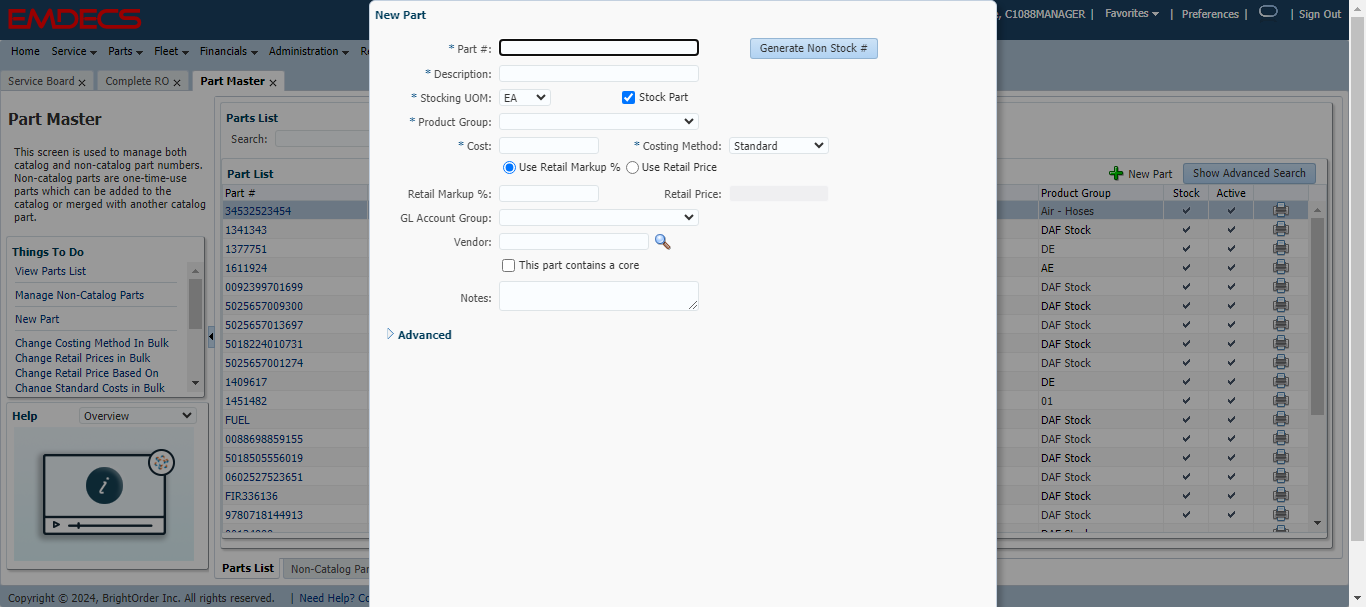 EMDECS
, C1088MANAGER | Favorites | Preferences | | Sign Out
Home Service Parts Fleet Financials Administration
Service Board x Complete RO x Part Master x
Part Master
This screen is used to manage both
catalog and non-catalog part numbers.
Non-catalog parts are one-time-use
parts which can be added to the
catalog or merged with another catalog
part.
Things To Do
View Parts List
Manage Non-Catalog Parts
New Part
Change Costing Method In Bulk
Change Retail Prices in Bulk
Change Retail Price Based On
Change Standard Costs in Bulk
Help Overview
i
Parts List
Search:
Part List
New Part Show Advanced Search
Part # Product Group Stock Active
34532523454 Air - Hoses
1341343 DAF Stock
1377751 DE
1611924 AE
0092399701699 DAF Stock
5025657009300 DAF Stock
5025657013697 DAF Stock
5018224010731 DAF Stock
5025657001274 DAF Stock
1409617 DE
1451482 01
FUEL DAF Stock
0088698859155 DAF Stock
5018505556019 DAF Stock
0602527523651 DAF Stock
FIR336136 DAF Stock
9780718144913 DAF Stock
Parts List Non-Catalog Par
New Part
* Part #: Generate Non Stock #
* Description:
* Stocking UOM: EA Stock Part
* Product Group:
* Cost: * Costing Method: Standard
Use Retail Markup % Use Retail Price
Retail Markup %: Retail Price:
GL Account Group:
Vendor:
This part contains a core
Notes:
Advanced
Copyright © 2024, BrightOrder Inc. All rights reserved. | Need Help? Co